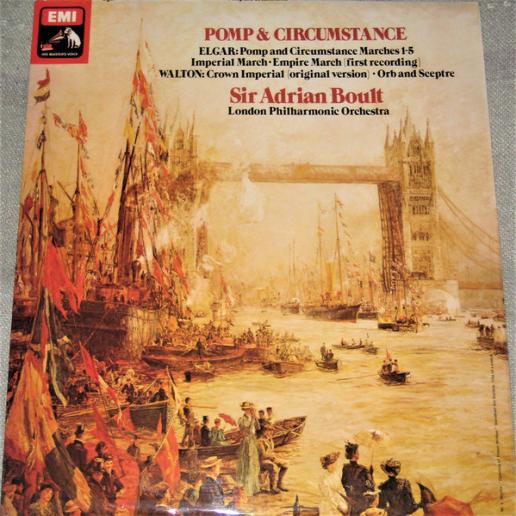 EMI
HIS MASTER'S VOICE
POMP & CIRCUMSTANCE
ELGAR: Pomp and Circumstance Marches 1-5
Imperial March · Empire March [first recording]
WALTON: Crown Imperial [original version] · Orb and Sceptre
Sir Adrian Boult
London Philharmonic Orchestra